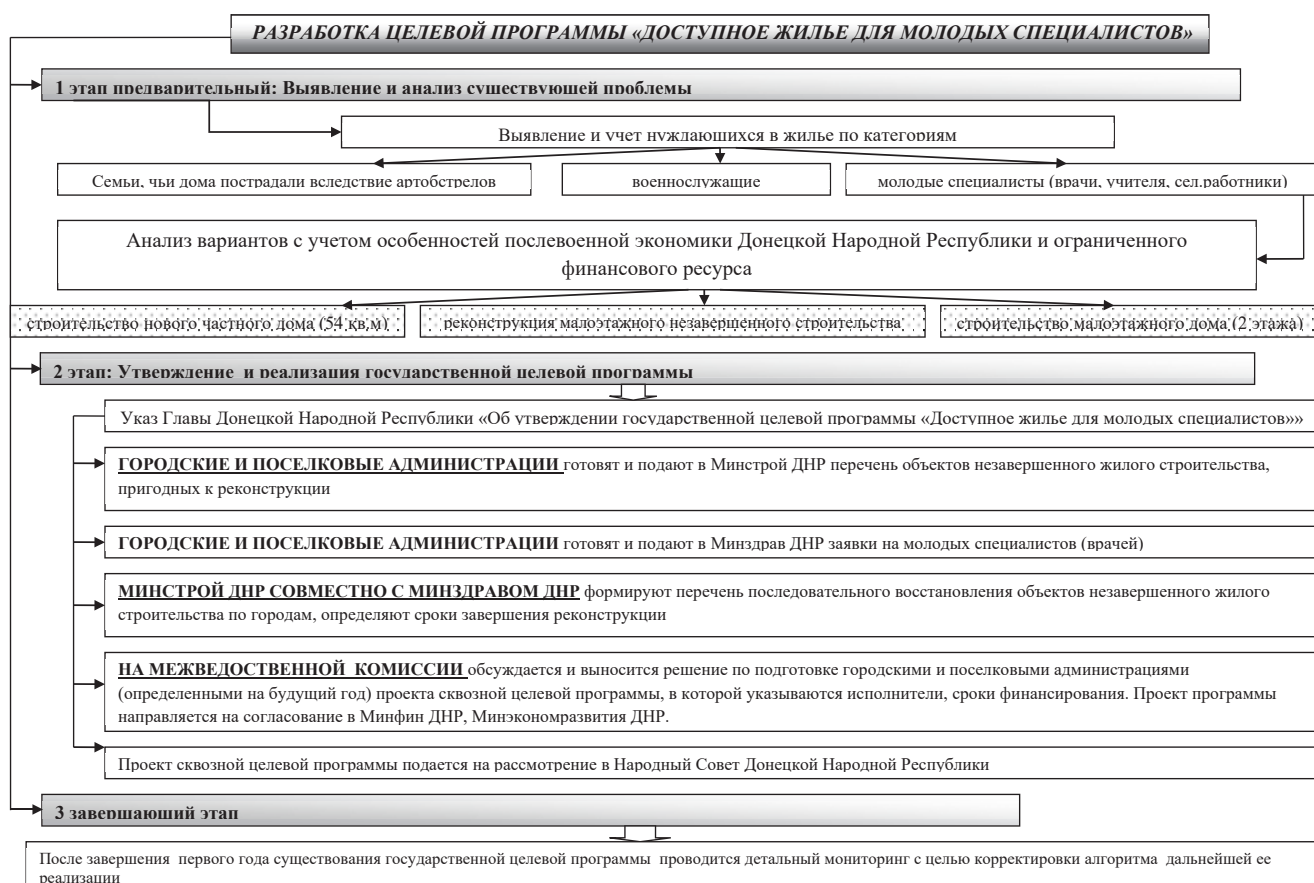 РАЗРАБОТКА ЦЕЛЕВОЙ ПРОГРАММЫ «ДОСТУПНОЕ ЖИЛЬЕ ДЛЯ МОЛОДЫХ СПЕЦИАЛИСТОВ»
1 этап предварительный: Выявление и анализ существующей проблемы
Выявление и учет нуждающихся в жилье по категориям
Семьи, чьи дома пострадали вследствие артобстрелов
военнослужащие
молодые специалисты (врачи, учителя, сел.работники)
Анализ вариантов с учетом особенностей послевоенной экономики Донецкой Народной Республики и ограниченного
финансового ресурса
строительство нового частного дома (54 кв.м)
реконструкция малоэтажного незавершенного строительства
строительство малоэтажного дома (2 этажа)
2 этап: Утверждение и реализация государственной целевой программы
Указ Главы Донецкой Народной Республики «Об утверждении государственной целевой программы «Доступное жилье для молодых специалистов»»
ГОРОДСКИЕ И ПОСЕЛКОВЫЕ АДМИНИСТРАЦИИ готовят и подают в Минстрой ДНР перечень объектов незавершенного жилого строительства,
пригодных к реконструкции
ГОРОДСКИЕ И ПОСЕЛКОВЫЕ АДМИНИСТРАЦИИ готовят и подают в Минздрав ДНР заявки на молодых специалистов (врачей)
МИНСТРОЙ ДНР СОВМЕСТНО С МИНЗДРАВОМ ДНР формируют перечень последовательного восстановления объектов незавершенного жилого
строительства по городам, определяют сроки завершения реконструкции
НА МЕЖВЕДОСТВЕННОЙ КОМИССИИ обсуждается и выносится решение по подготовке городскими и поселковыми администрациями
(определенными на будущий год) проекта сквозной целевой программы, в которой указываются исполнители, сроки финансирования. Проект программы
направляется на согласование в Минфин ДНР, Минэкономразвития ДНР.
Проект сквозной целевой программы подается на рассмотрение в Народный Совет Донецкой Народной Республики
3 завершающий этап
После завершения первого года существования государственной целевой программы проводится детальный мониторинг с целью корректировки алгоритма дальнейшей ее
реализации